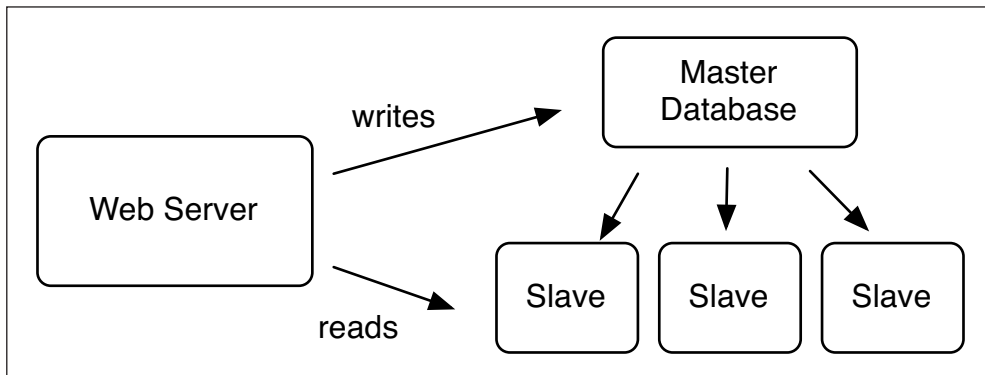 Master
Database
writes
Web Server
Slave
Slave
Slave
reads